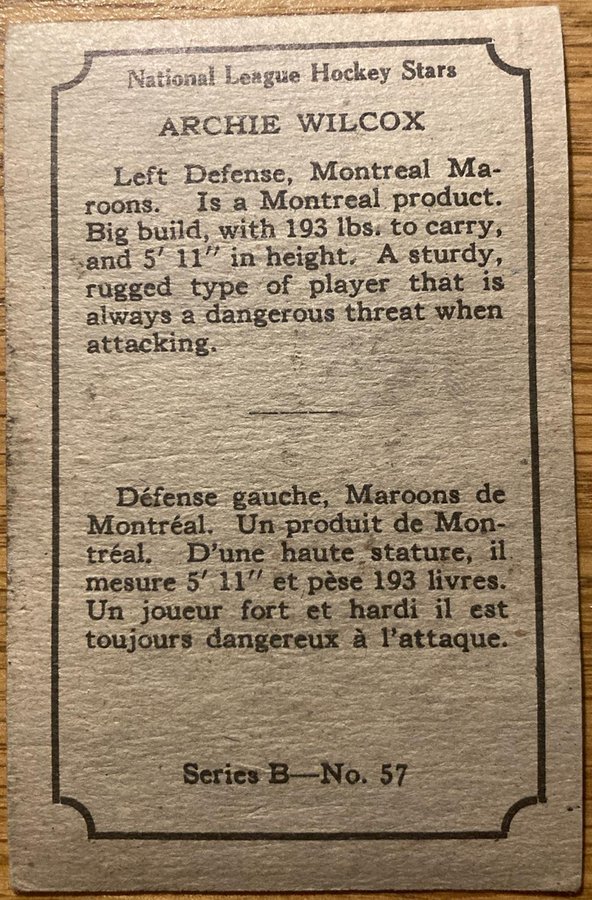 National League Hockey Stars
ARCHIE WILCOX
Left Defense, Montreal Ma-
roons. Is a Montreal product.
Big build, with 193 lbs. to carry,
and 5′ 11″ in height. A sturdy,
rugged type of player that is
always a dangerous threat when
attacking.
Défense gauche, Maroons de
Montréal. Un produit de Mon-
tréal. D'une haute stature, il
mesure 5′ 11″ et pèse 193 livres.
Un joueur fort et hardi il est
toujours dangereux à l'attaque.
Series B—No. 57